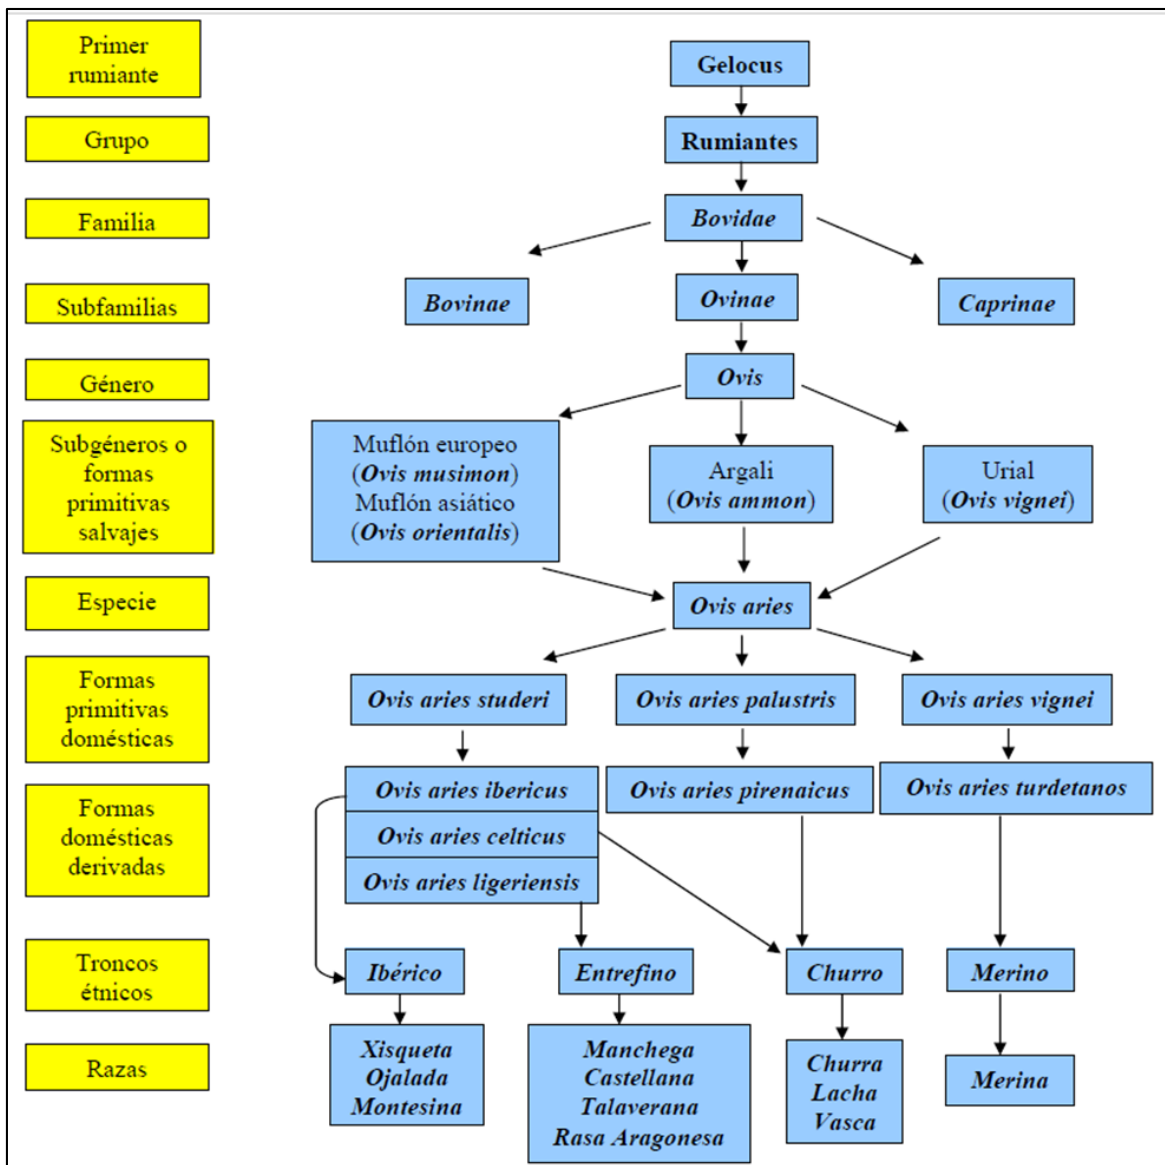 Primer
rumiante
Gelocus
Grupo
Rumiantes
Familia
Bovidae
Subfamilias
Bovinae
Ovinae
Caprinae
Género
Ovis
Subgéneros o
formas
primitivas
salvajes
Muflón europeo
(Ovis musimon)
Muflón asiático
(Ovis orientalis)
Argali
(Ovis ammon)
Urial
(Ovis vignei)
Especie
Ovis aries
Formas
primitivas
domésticas
Ovis aries studeri
Ovis aries palustris
Ovis aries vignei
Formas
domésticas
derivadas
Ovis aries ibericus
Ovis aries celticus
Ovis aries ligeriensis
Ovis aries pirenaicus
Ovis aries turdetanos
Troncos
étnicos
Ibérico
Entrefino
Churro
Merino
Razas
Xisqueta
Ojalada
Montesina
Manchega
Castellana
Talaverana
Rasa Aragonesa
Churra
Lacha
Vasca
Merina